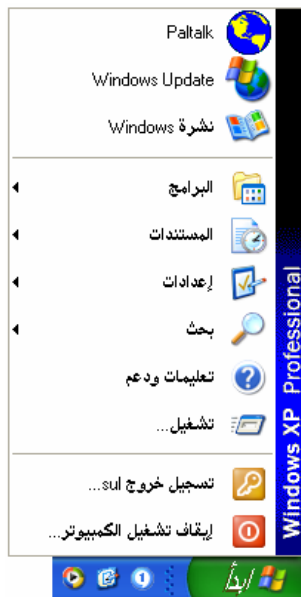 Paltalk
Windows Update
نشرة Windows
البرامج
المستندات
إعدادات
بحث
تعليمات ودعم
تشغيل...
تسجيل خروج sul...
إيقاف تشغيل الكمبيوتر...
Windows XP Professional
ابدأ